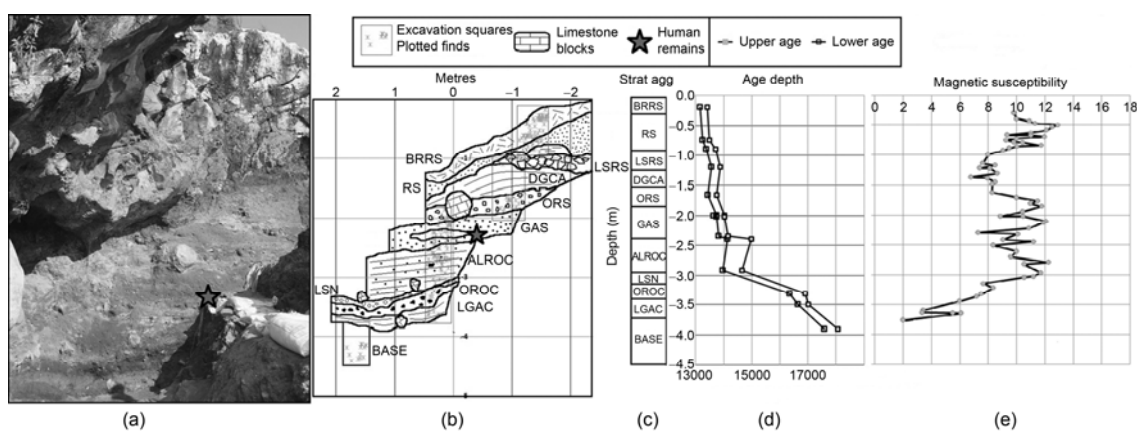 Excavation squares
Plotted finds
Limestone
blocks
Human
remains
Upper age
Lower age
Metres
2 1 0 -1 -2
BRRS
RS
LSRS
DGCA
ORS
GAS
ALROC
LSN
OROC
LGAC
BASE
-4
Strat agg
BRRS
RS
LSRS
DGCA
ORS
GAS
ALROC
LSN
OROC
LGAC
BASE
Depth (m)
Age depth
0.0
-0.5
-1.0
-1.5
-2.0
-2.5
-3.0
-3.5
-4.0
-4.5
13000 15000 17000
Magnetic susceptibility
2 4 6 8 10 12 14 16 18
(a) (b) (c) (d) (e)